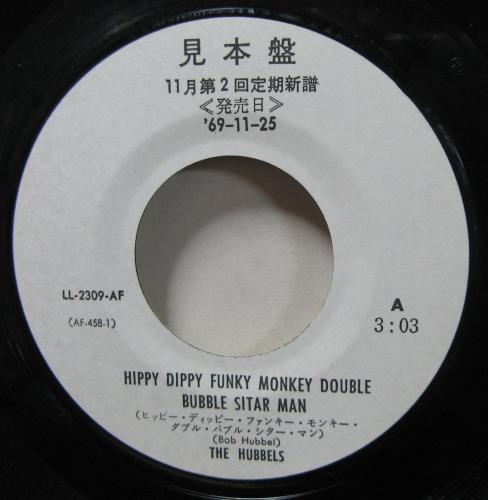 見本盤
11月第2回定期新譜
≪発売日≫
'69-11-25
LL-2309-AF
(AF-458-1)
A
3:03
HIPPY DIPPY FUNKY MONKEY DOUBLE
BUBBLE SITAR MAN
(ヒッピー・ディッピー・ファンキー・モンキー・
ダブル・バブル・シター・マン)
(Bob Hubbel)
THE HUBBELS